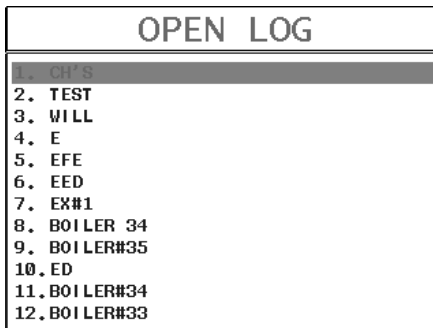 OPEN LOG
1. CH'S
2. TEST
3. WILL
4. E
5. EFE
6. EED
7. EX#1
8. BOILER 34
9. BOILER#35
10.ED
11.BOILER#34
12.BOILER#33